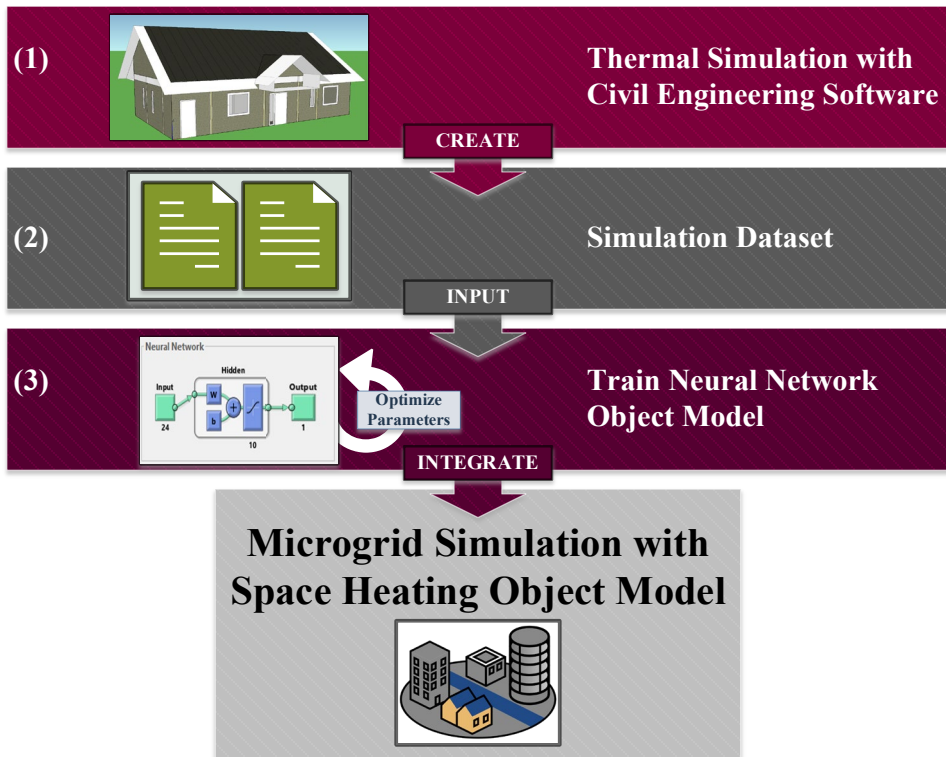 (1)
Thermal Simulation with
Civil Engineering Software
CREATE
(2)
Simulation Dataset
INPUT
(3)
Neural Network
Hidden
Input
Output
W
b
24
10
1
Optimize
Parameters
Train Neural Network
Object Model
INTEGRATE
Microgrid Simulation with
Space Heating Object Model